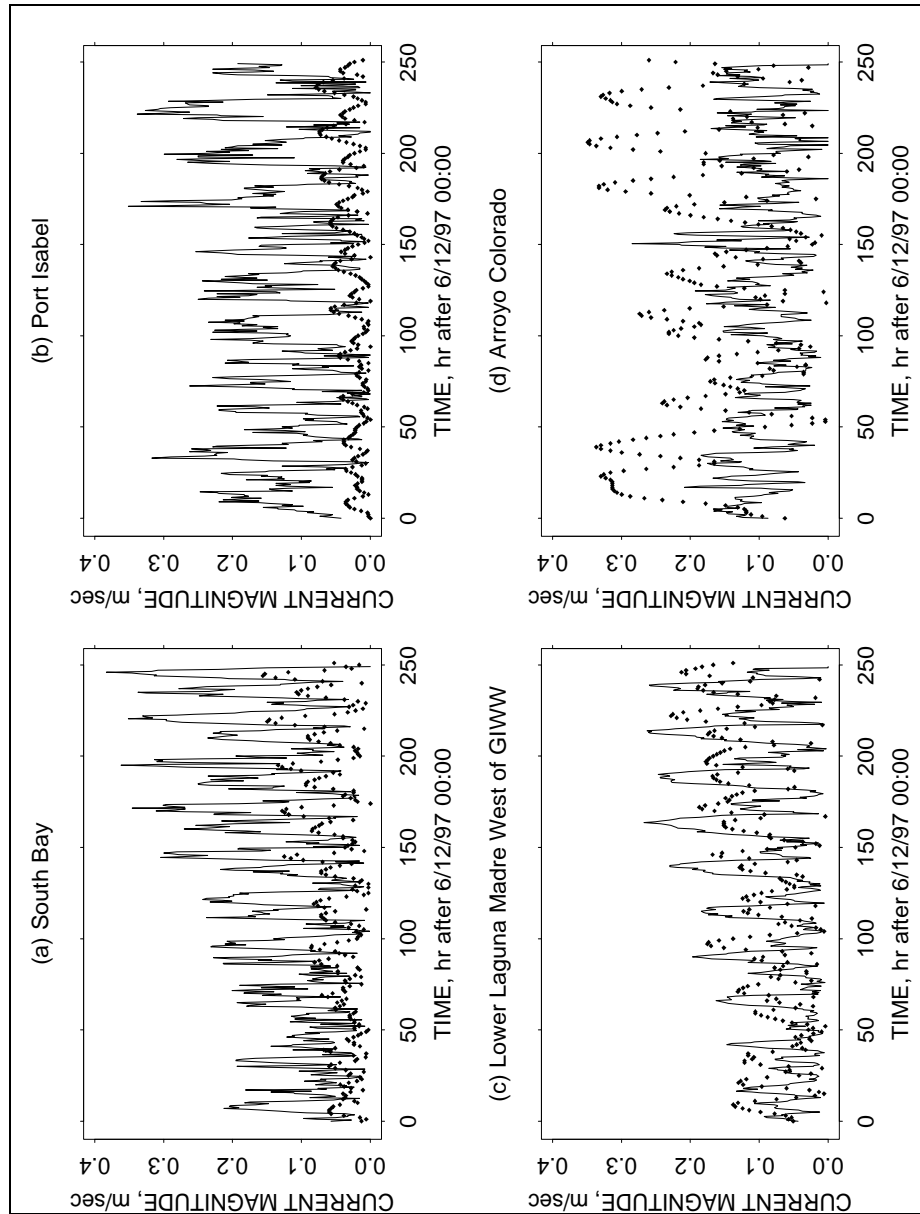 (a) South Bay
CURRENT MAGNITUDE, m/sec
0.4
0.3
0.2
0.1
0.0
0 50 100 150 200 250
TIME, hr after 6/12/97 00:00
(b) Port Isabel
CURRENT MAGNITUDE, m/sec
0.4
0.3
0.2
0.1
0.0
0 50 100 150 200 250
TIME, hr after 6/12/97 00:00
(c) Lower Laguna Madre West of GIWW
CURRENT MAGNITUDE, m/sec
0.4
0.3
0.2
0.1
0.0
0 50 100 150 200 250
TIME, hr after 6/12/97 00:00
(d) Arroyo Colorado
CURRENT MAGNITUDE, m/sec
0.4
0.3
0.2
0.1
0.0
0 50 100 150 200 250
TIME, hr after 6/12/97 00:00